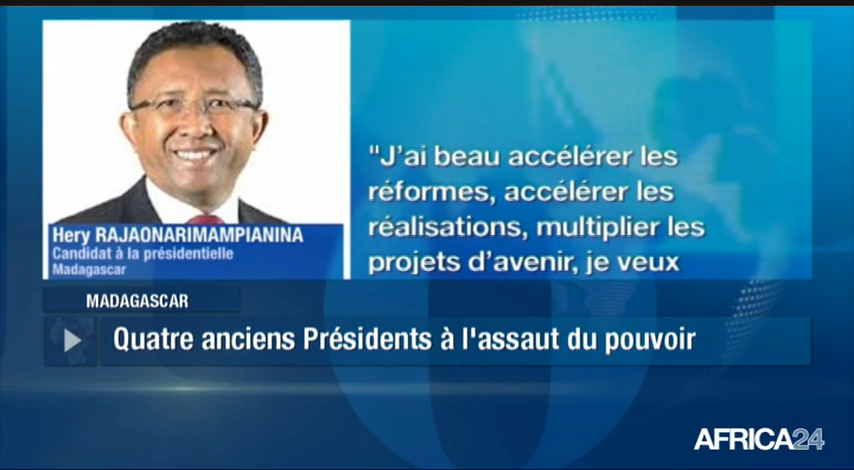 "J'ai beau accélérer les
réformes, accélérer les
réalisations, multiplier les
projets d'avenir, je veux
Hery RAJAONARIMAMPIANINA
Candidat à la présidentielle
Madagascar
MADAGASCAR
Quatre anciens Présidents à l'assaut du pouvoir
AFRICA24